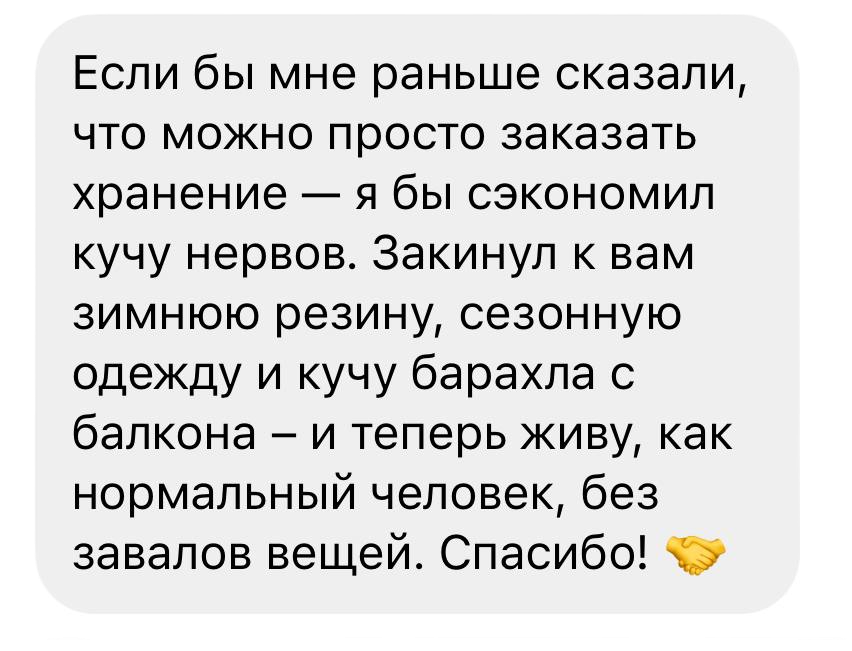 Если бы мне раньше сказали,
что можно просто заказать
хранение — я бы сэкономил
кучу нервов. Закинул к вам
зимнюю резину, сезонную
одежду и кучу барахла с
балкона – и теперь живу, как
нормальный человек, без
завалов вещей. Спасибо! 🤝